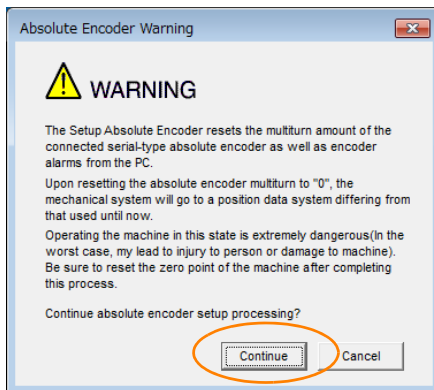 Absolute Encoder Warning
WARNING
The Setup Absolute Encoder resets the multiturn amount of the
connected serial-type absolute encoder as well as encoder
alarms from the PC.
Upon resetting the absolute encoder multiturn to "0", the
mechanical system will go to a position data system differing from
that used until now.
Operating the machine in this state is extremely dangerous(In the
worst case, my lead to injury to person or damage to machine).
Be sure to reset the zero point of the machine after completing
this process.
Continue absolute encoder setup processing?
Continue
Cancel